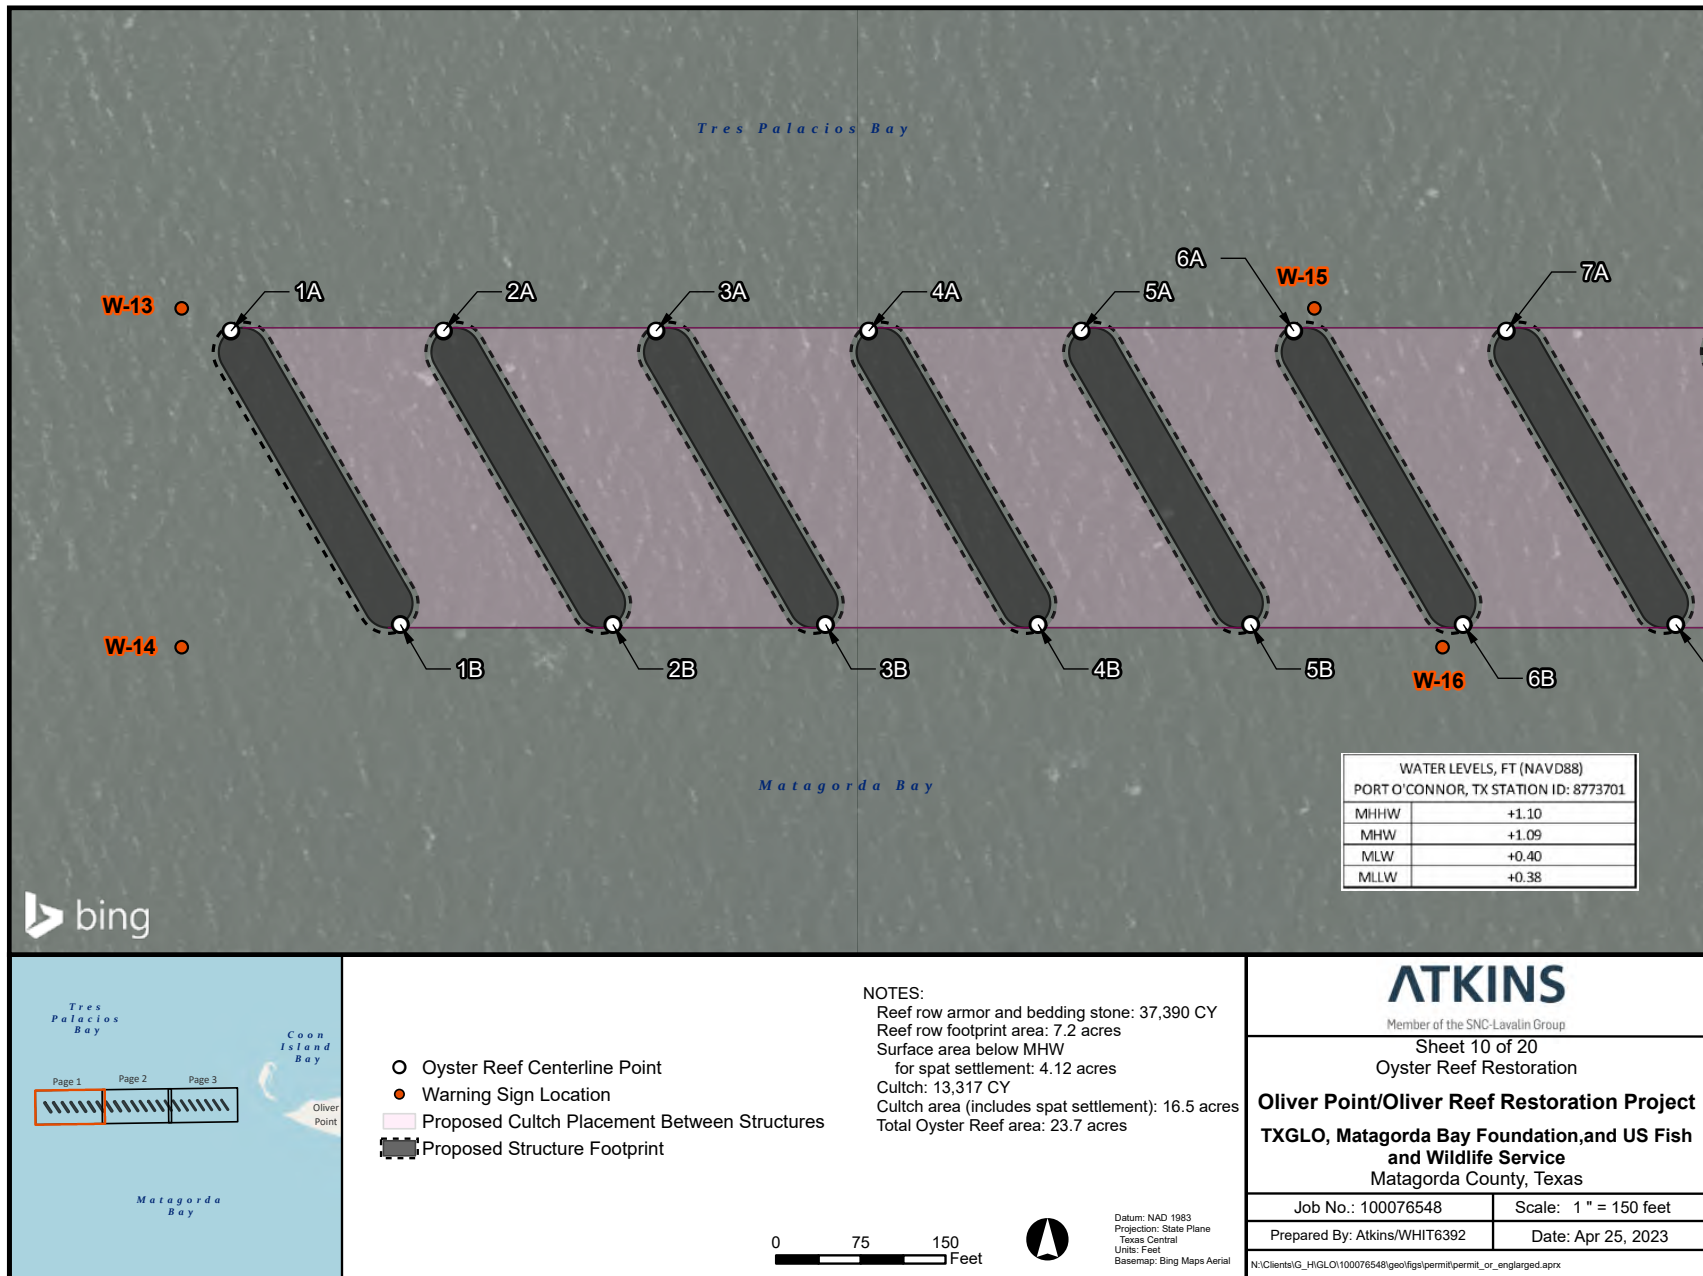 Tres Palacios Bay
6A
W-15
7A
1A
2A
3A
4A
5A
W-13
W-14
1B
2B
3B
4B
5B
W-16
6B
Matagorda Bay
WATER LEVELS, FT (NAVD88)
PORT O'CONNOR, TX STATION ID: 8773701
MHHW +1.10
MHW +1.09
MLW +0.40
MLLW +0.38
bing
Tres
Palacios
Bay
Coon
Island
Bay
Page 1 Page 2 Page 3
Oliver
Point
Matagorda
Bay
Oyster Reef Centerline Point
Warning Sign Location
Proposed Cultch Placement Between Structures
Proposed Structure Footprint
NOTES:
Reef row armor and bedding stone: 37,390 CY
Reef row footprint area: 7.2 acres
Surface area below MHW
for spat settlement: 4.12 acres
Cultch: 13,317 CY
Cultch area (includes spat settlement): 16.5 acres
Total Oyster Reef area: 23.7 acres
0 75 150
Feet
Datum: NAD 1983
Projection: State Plane
Texas Central
Units: Feet
Basemap: Bing Maps Aerial
ATKINS
Member of the SNC-Lavalin Group
Sheet 10 of 20
Oyster Reef Restoration
Oliver Point/Oliver Reef Restoration Project
TXGLO, Matagorda Bay Foundation,and US Fish
and Wildlife Service
Matagorda County, Texas
Job No.: 100076548
Scale: 1 " = 150 feet
Prepared By: Atkins/WHIT6392
Date: Apr 25, 2023
N:\Clients\G_H\GLO\100076548\geo\figs\permit\permit_or_englarged.aprx